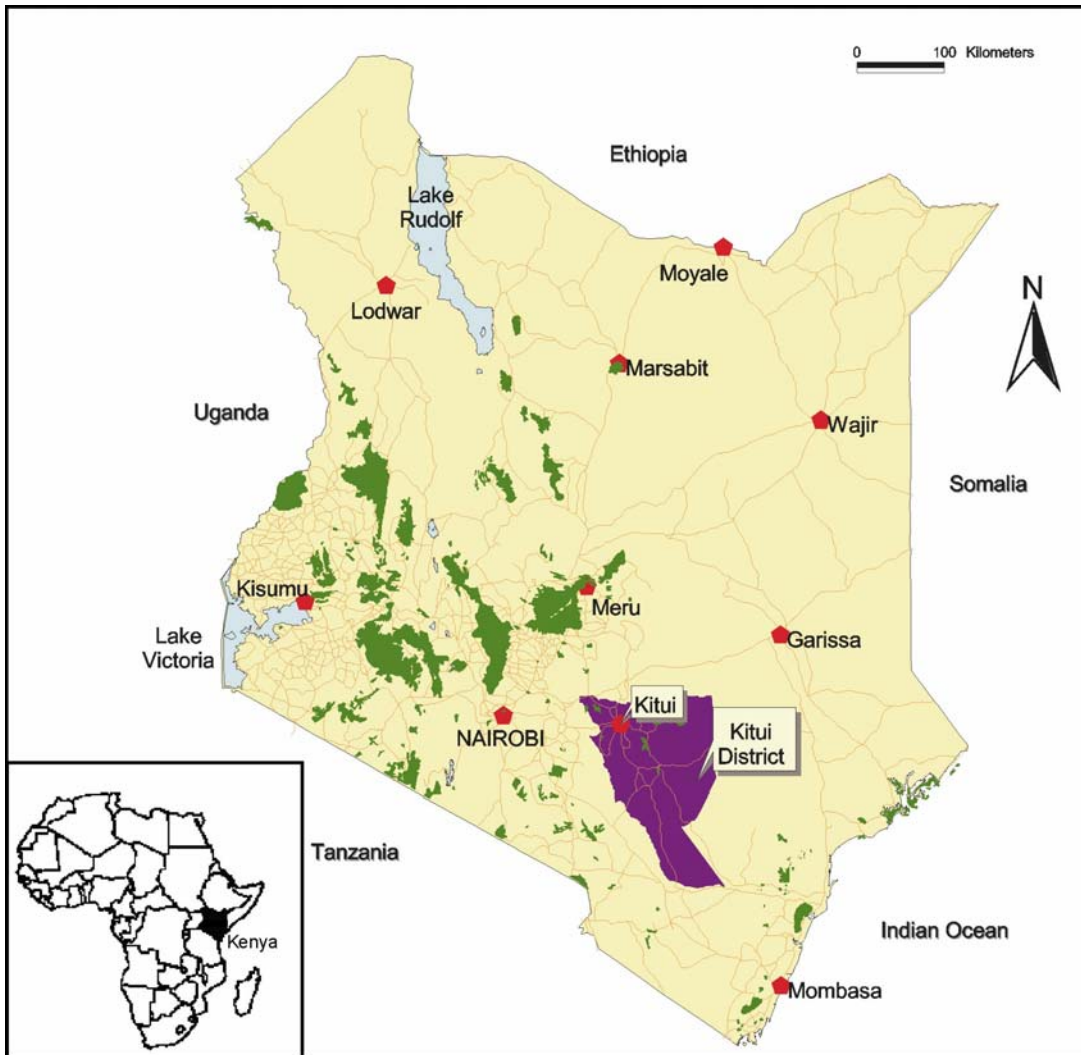 0 100 Kilometers
Ethiopia
Lake
Rudolf
Moyale
N
Lodwar
Marsabit
Uganda
Wajir
Somalia
Kisumu
Meru
Lake
Victoria
Garissa
Kitui
NAIROBI
Kitui
District
Tanzania
Indian Ocean
Kenya
Mombasa